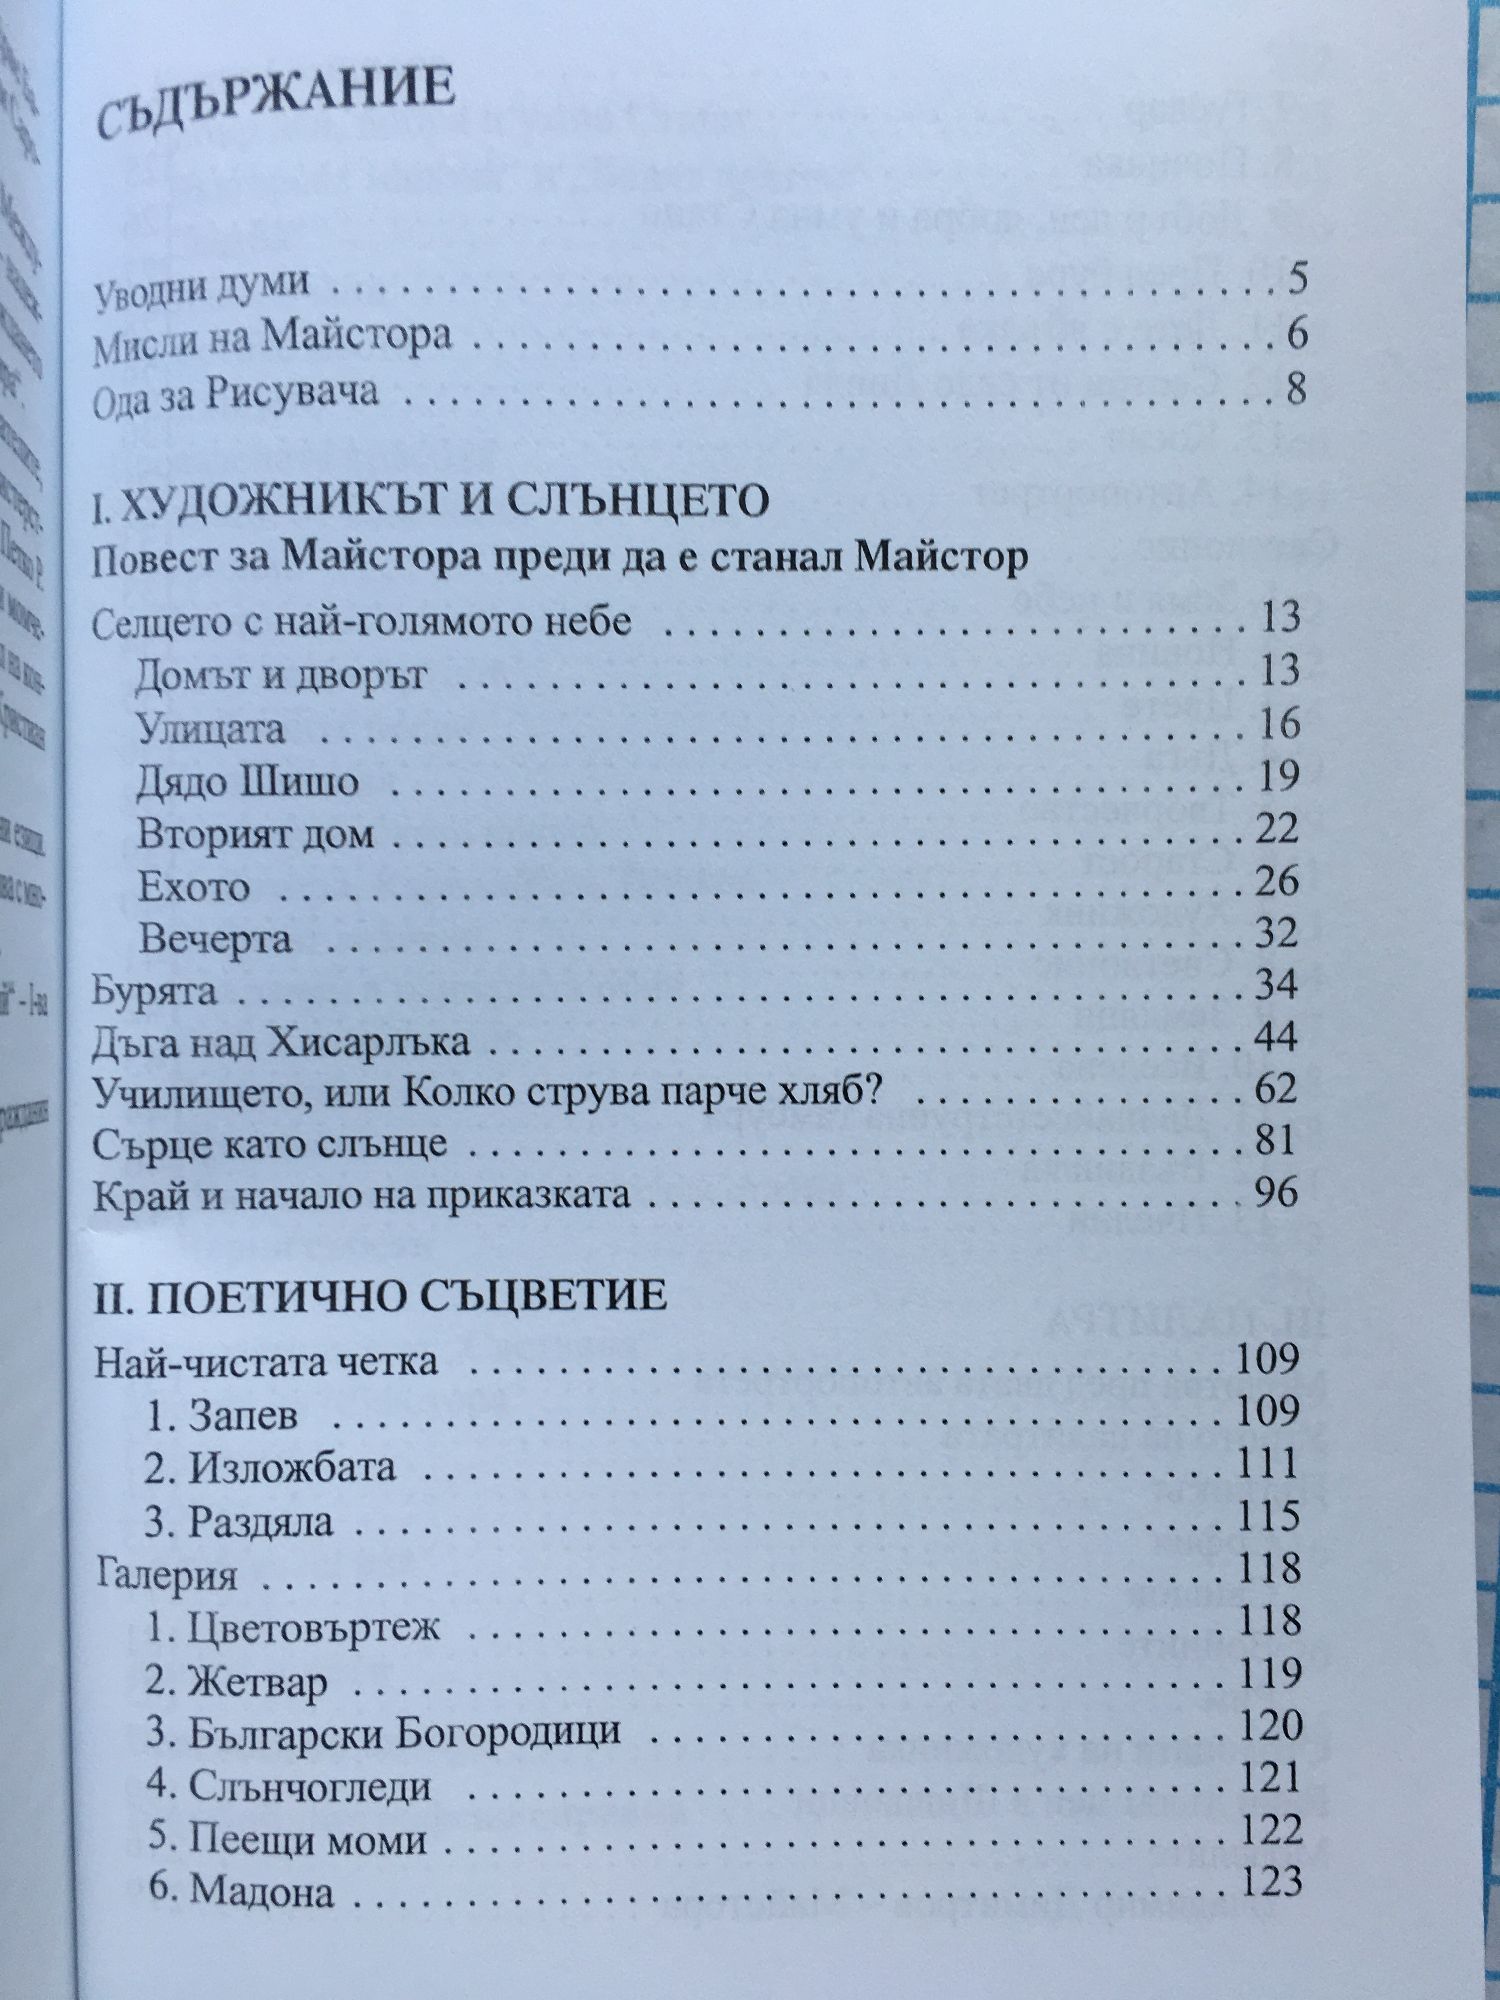 СЪДЪРЖАНИЕ
Уводни думи . . . . . . . . . . . . . . . . . . . . . . . . . . . . . . 5
Мисли на Майстора . . . . . . . . . . . . . . . . . . . . . . . . . . 6
Ода за Рисувача . . . . . . . . . . . . . . . . . . . . . . . . . . . . 8
I. ХУДОЖНИКЪТ И СЛЪНЦЕТО
Повест за Майстора преди да е станал Майстор
Селцето с най-голямото небе . . . . . . . . . . . . . . . . . . . 13
Домът и дворът . . . . . . . . . . . . . . . . . . . . . . . . . . 13
Улицата . . . . . . . . . . . . . . . . . . . . . . . . . . . . . . 16
Дядо Шишо . . . . . . . . . . . . . . . . . . . . . . . . . . . . 19
Вторият дом . . . . . . . . . . . . . . . . . . . . . . . . . . . . 22
Ехото . . . . . . . . . . . . . . . . . . . . . . . . . . . . . . . . 26
Вечерта . . . . . . . . . . . . . . . . . . . . . . . . . . . . . . 32
Бурята . . . . . . . . . . . . . . . . . . . . . . . . . . . . . . . . 34
Дъга над Хисарлъка . . . . . . . . . . . . . . . . . . . . . . . . 44
Училището, или Колко струва парче хляб? . . . . . . . . . . . 62
Сърце като слънце . . . . . . . . . . . . . . . . . . . . . . . . . 81
Край и начало на приказката . . . . . . . . . . . . . . . . . . . 96
II. ПОЕТИЧНО СЪЦВЕТИЕ
Най-чистата четка . . . . . . . . . . . . . . . . . . . . . . . . 109
1. Запев . . . . . . . . . . . . . . . . . . . . . . . . . . . . . 109
2. Изложбата . . . . . . . . . . . . . . . . . . . . . . . . . . 111
3. Раздяла . . . . . . . . . . . . . . . . . . . . . . . . . . . . 115
Галерия . . . . . . . . . . . . . . . . . . . . . . . . . . . . . . 118
1. Цветовъртеж . . . . . . . . . . . . . . . . . . . . . . . . 118
2. Жетвар . . . . . . . . . . . . . . . . . . . . . . . . . . . . 119
3. Български Богородици . . . . . . . . . . . . . . . . . . 120
4. Слънчогледи . . . . . . . . . . . . . . . . . . . . . . . . 121
5. Пеещи моми . . . . . . . . . . . . . . . . . . . . . . . . . 122
6. Мадона . . . . . . . . . . . . . . . . . . . . . . . . . . . . 123